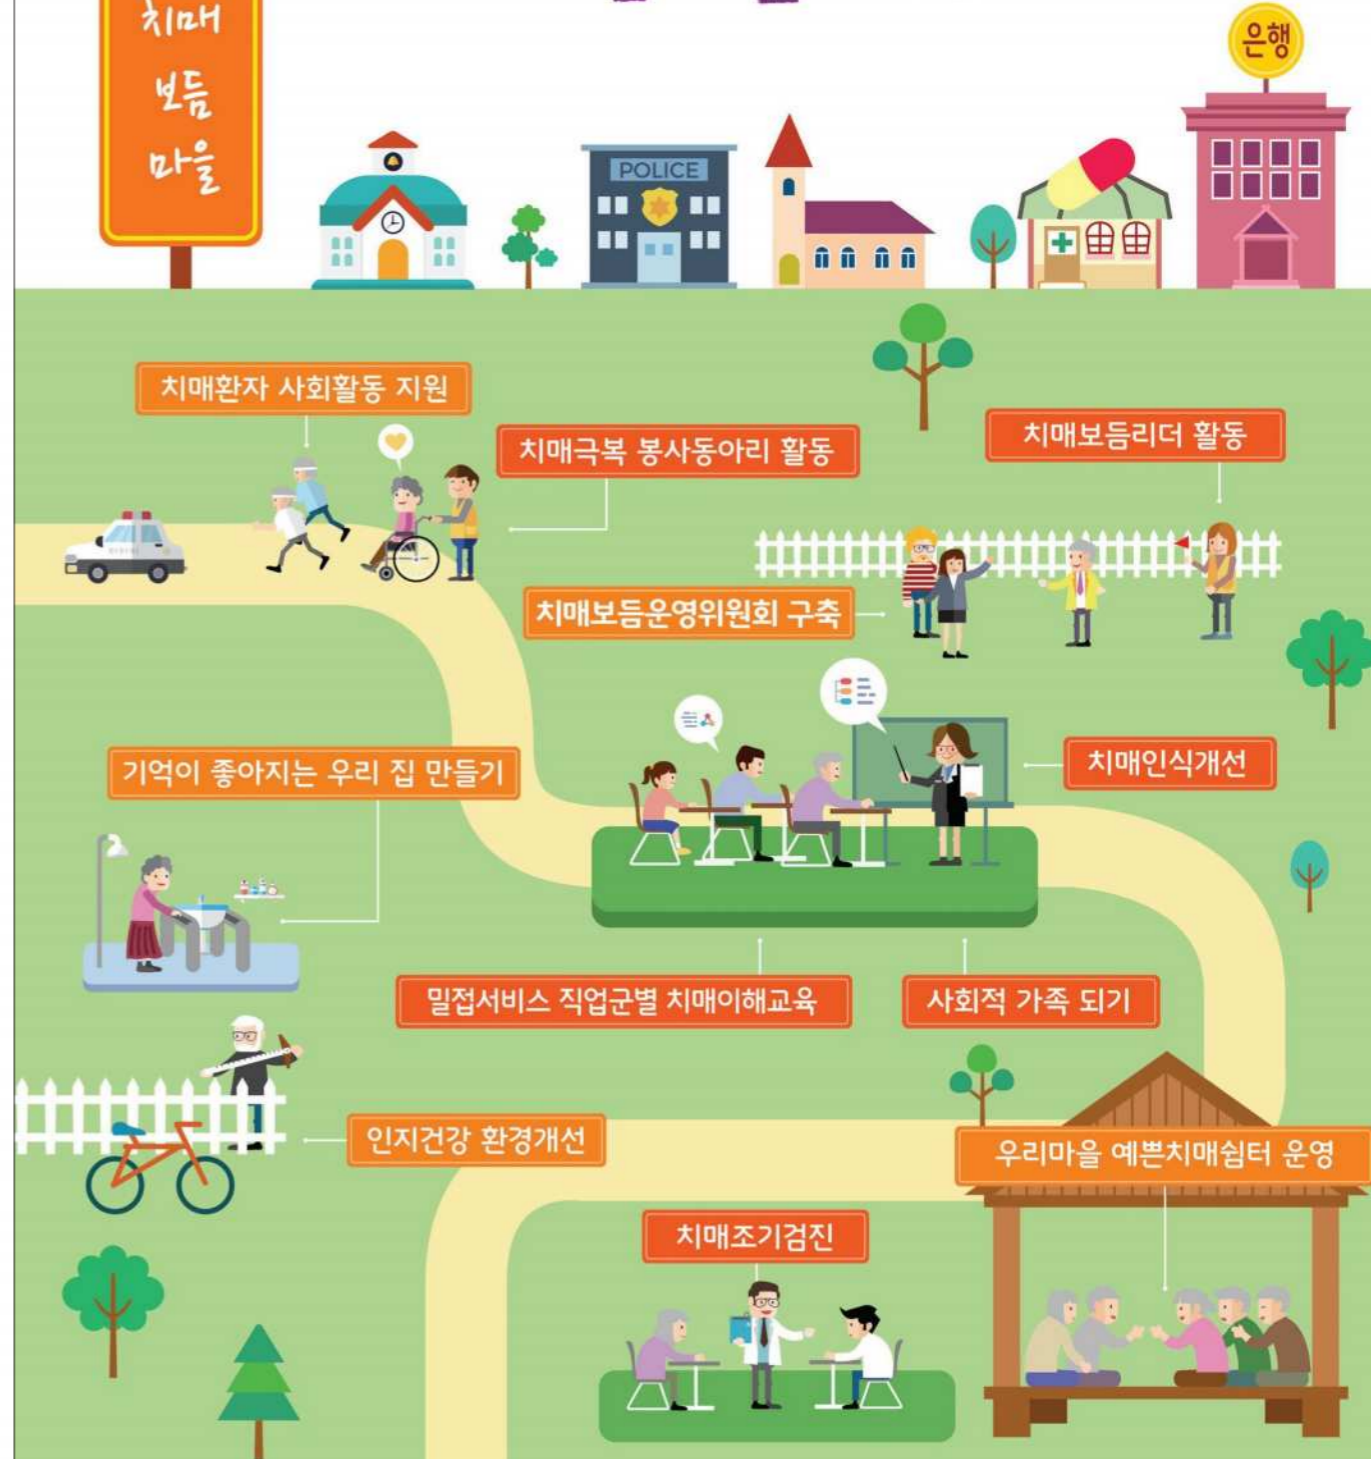 치매
보듬
마을
은행
POLICE
치매환자 사회활동 지원
치매극복 봉사동아리 활동
치매보듬리더 활동
치매보듬운영위원회 구축
기억이 좋아지는 우리 집 만들기
치매인식개선
밀접서비스 직업군별 치매이해교육
사회적 가족 되기
인지건강 환경개선
우리마을 예쁜치매쉼터 운영
치매조기검진